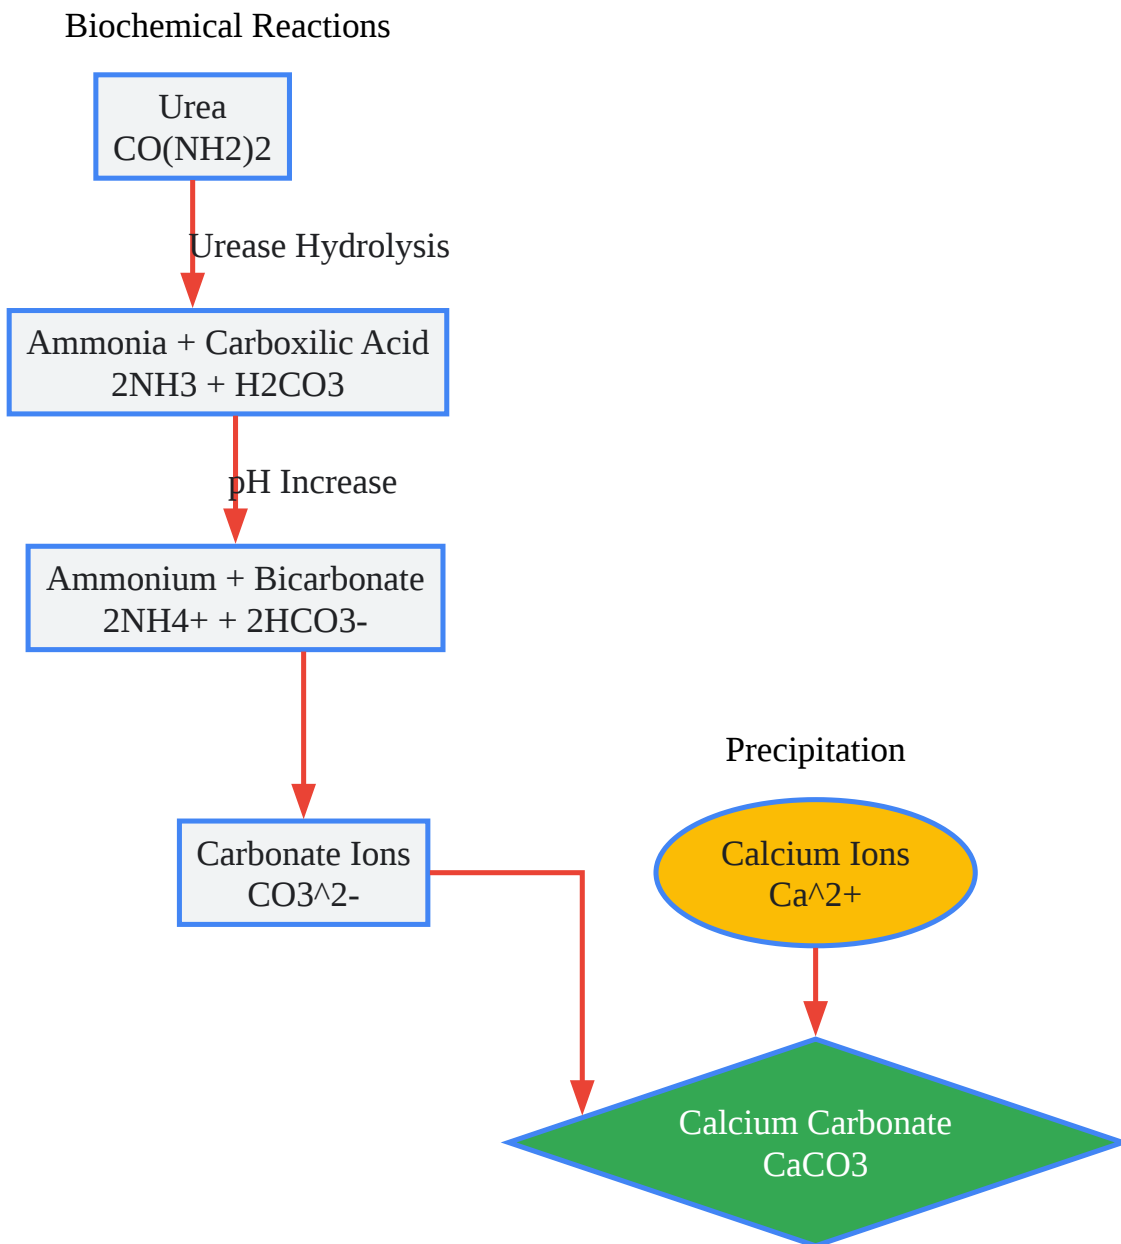 Biochemical Reactions
Urea
CO(NH2)2
Urease Hydrolysis
Ammonia + Carboxilic Acid
2NH3 + H2CO3
pH Increase
Ammonium + Bicarbonate
2NH4+ + 2HCO3-
Carbonate Ions
CO3^2-
Precipitation
Calcium Ions
Ca^2+
Calcium Carbonate
CaCO3